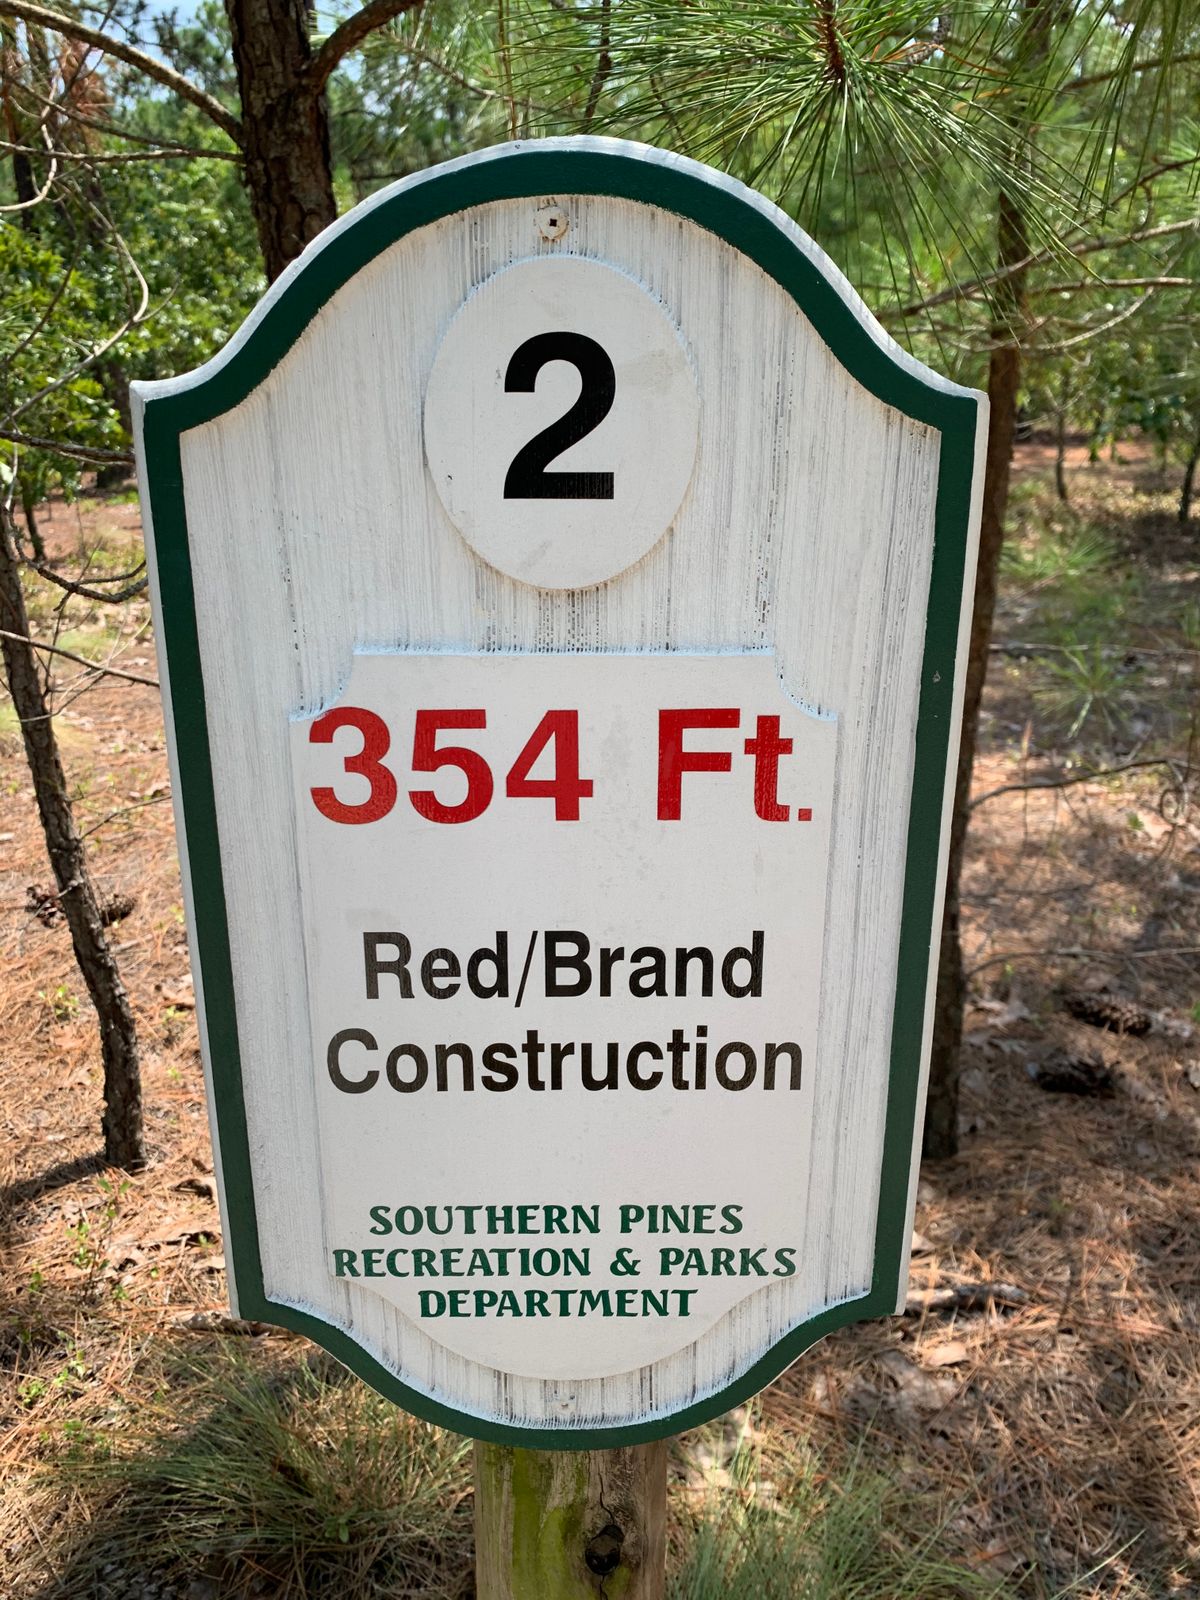 2
354 Ft.
Red/Brand
Construction
SOUTHERN PINES
RECREATION & PARKS
DEPARTMENT